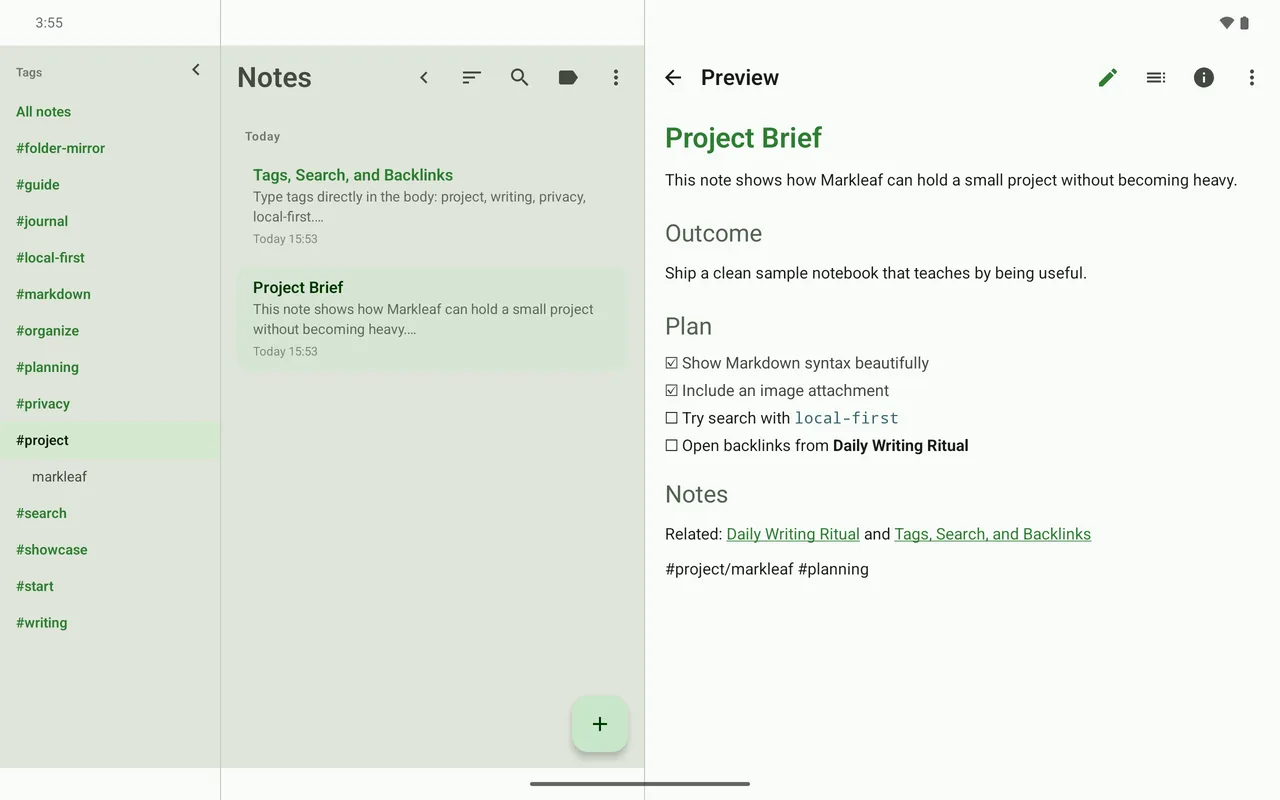 3:55
Tags
All notes
#folder-mirror
#guide
#journal
#local-first
#markdown
#organize
#planning
#privacy
#project
markleaf
#search
#showcase
#start
#writing
Notes
Today
Tags, Search, and Backlinks
Type tags directly in the body: project, writing, privacy,
local-first....
Today 15:53
Project Brief
This note shows how Markleaf can hold a small project
without becoming heavy....
Today 15:53
Preview
Project Brief
This note shows how Markleaf can hold a small project without becoming heavy.
Outcome
Ship a clean sample notebook that teaches by being useful.
Plan
☑ Show Markdown syntax beautifully
☑ Include an image attachment
☐ Try search with local-first
☐ Open backlinks from Daily Writing Ritual
Notes
Related: Daily Writing Ritual and Tags, Search, and Backlinks
#project/markleaf #planning